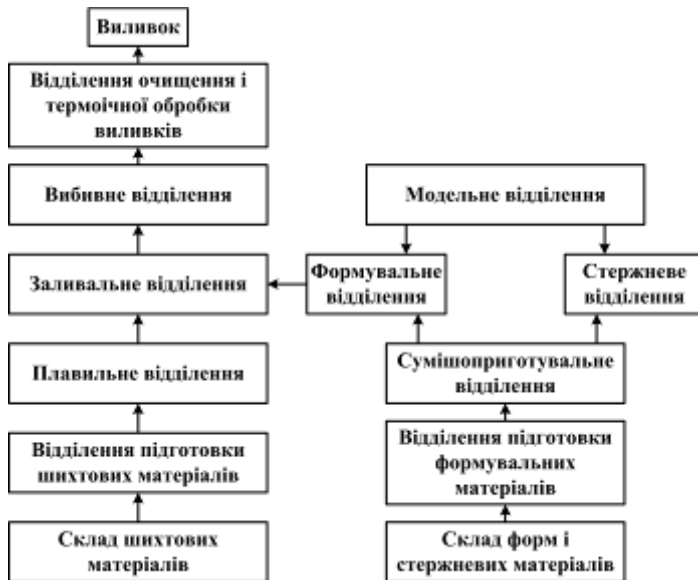 Виливок
Відділення очищення і
термоічної обробки
виливків
Вибивне відділення
Модельне відділення
Заливальне відділення
Формувальне
відділення
Стержневе
відділення
Плавильне відділення
Сумішоприготувальне
відділення
Відділення підготовки
шихтових матеріалів
Відділення підготовки
формувальних
матеріалів
Склад шихтових
матеріалів
Склад форм і
стержневих матеріалів